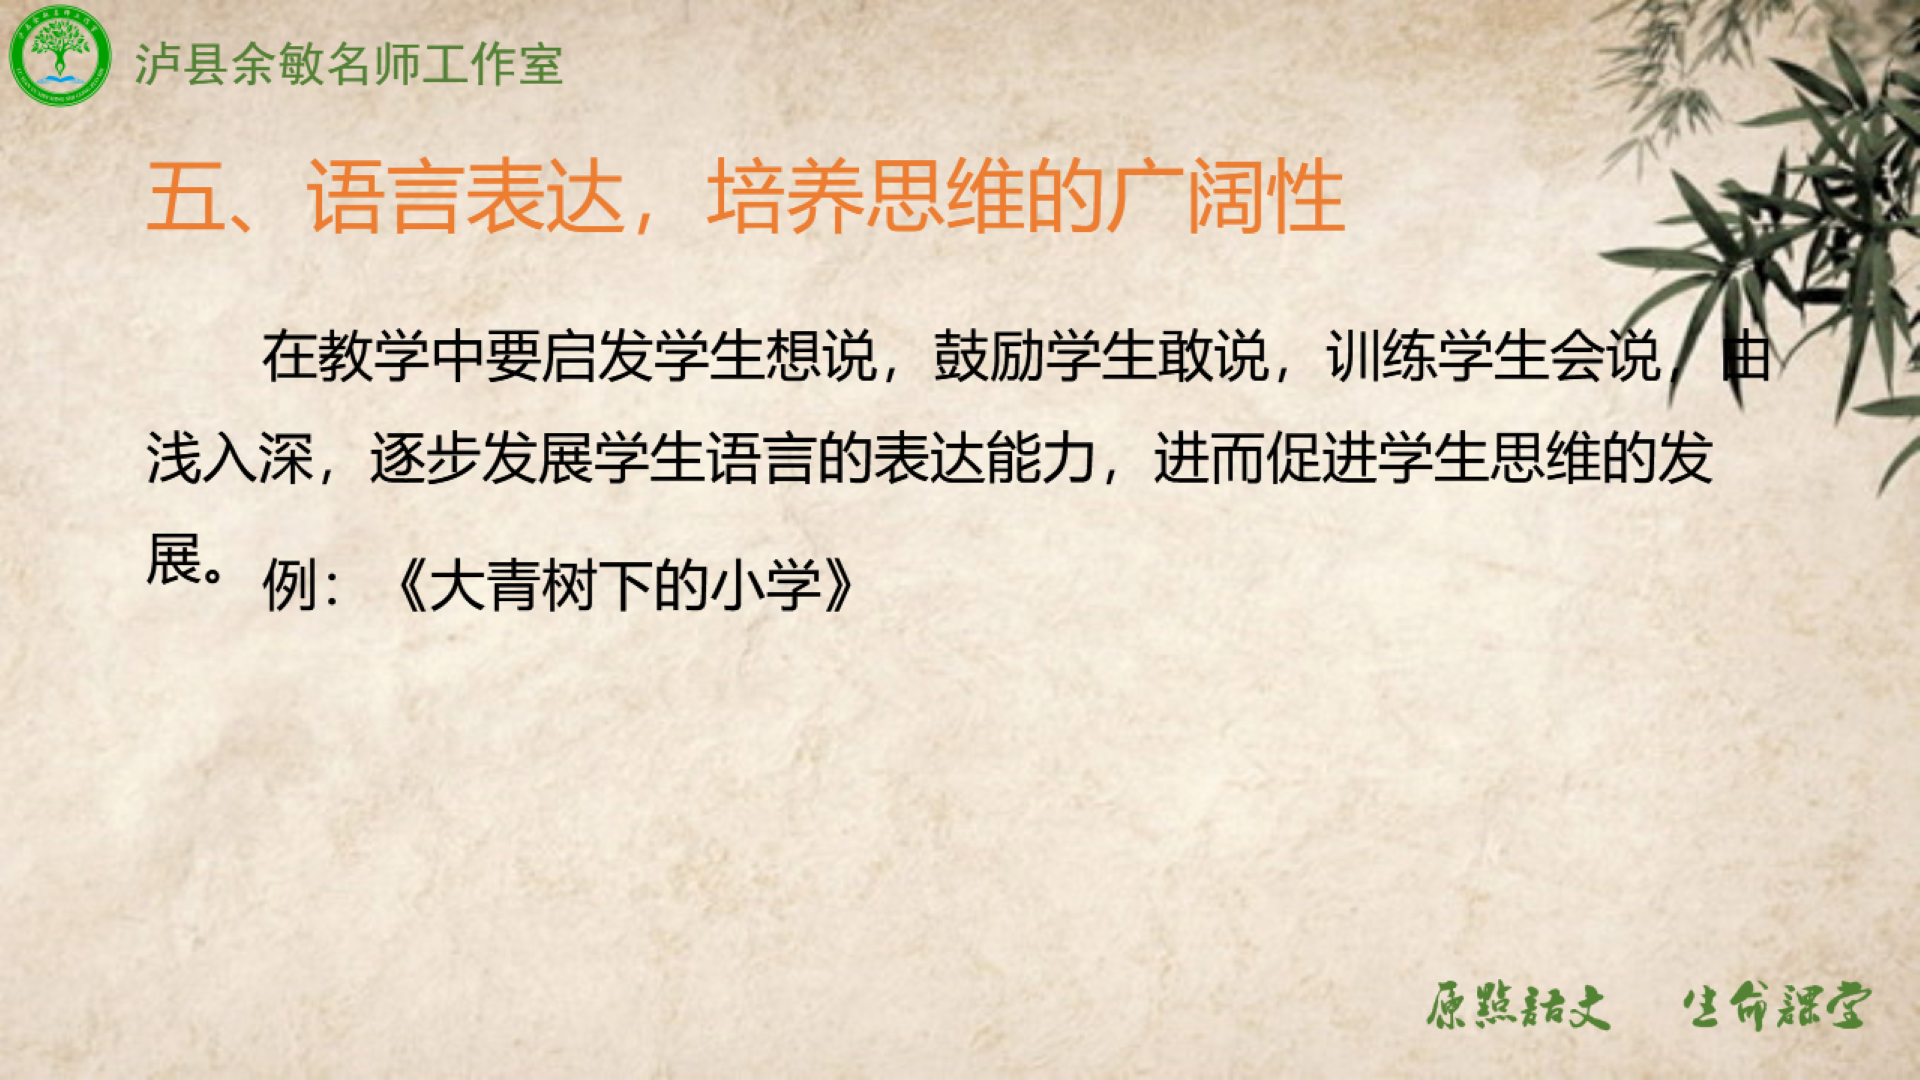 泸县余敏名师工作室
五、语言表达，培养思维的广阔性
在教学中要启发学生想说，鼓励学生敢说，训练学生会说，由
浅入深，逐步发展学生语言的表达能力，进而促进学生思维的发
展。
例：《大青树下的小学》
原點語文 生命課堂